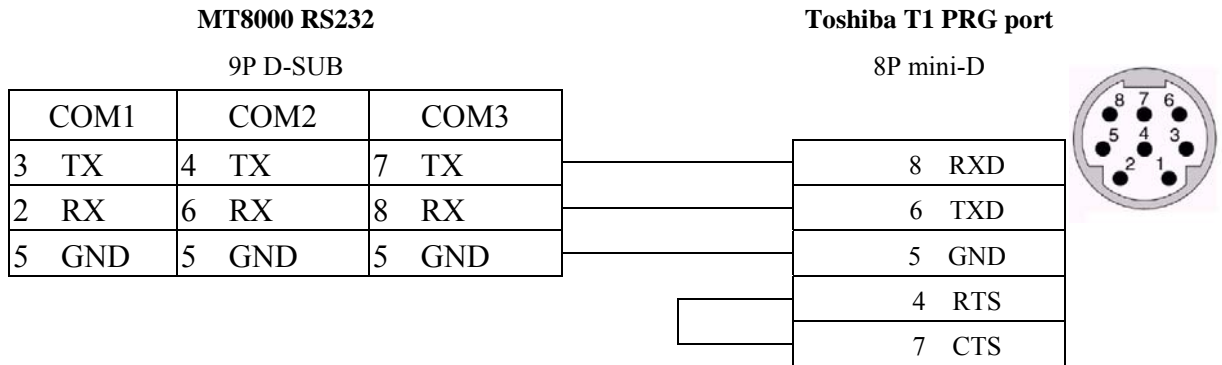 MT8000 RS232 Toshiba T1 PRG port
9P D-SUB 8P mini-D
COM1 COM2 COM3
3 TX 4 TX 7 TX 8 RXD
2 RX 6 RX 8 RX 6 TXD
5 GND 5 GND 5 GND 5 GND
4 RTS
7 CTS
8 7 6
5 4 3
2 1